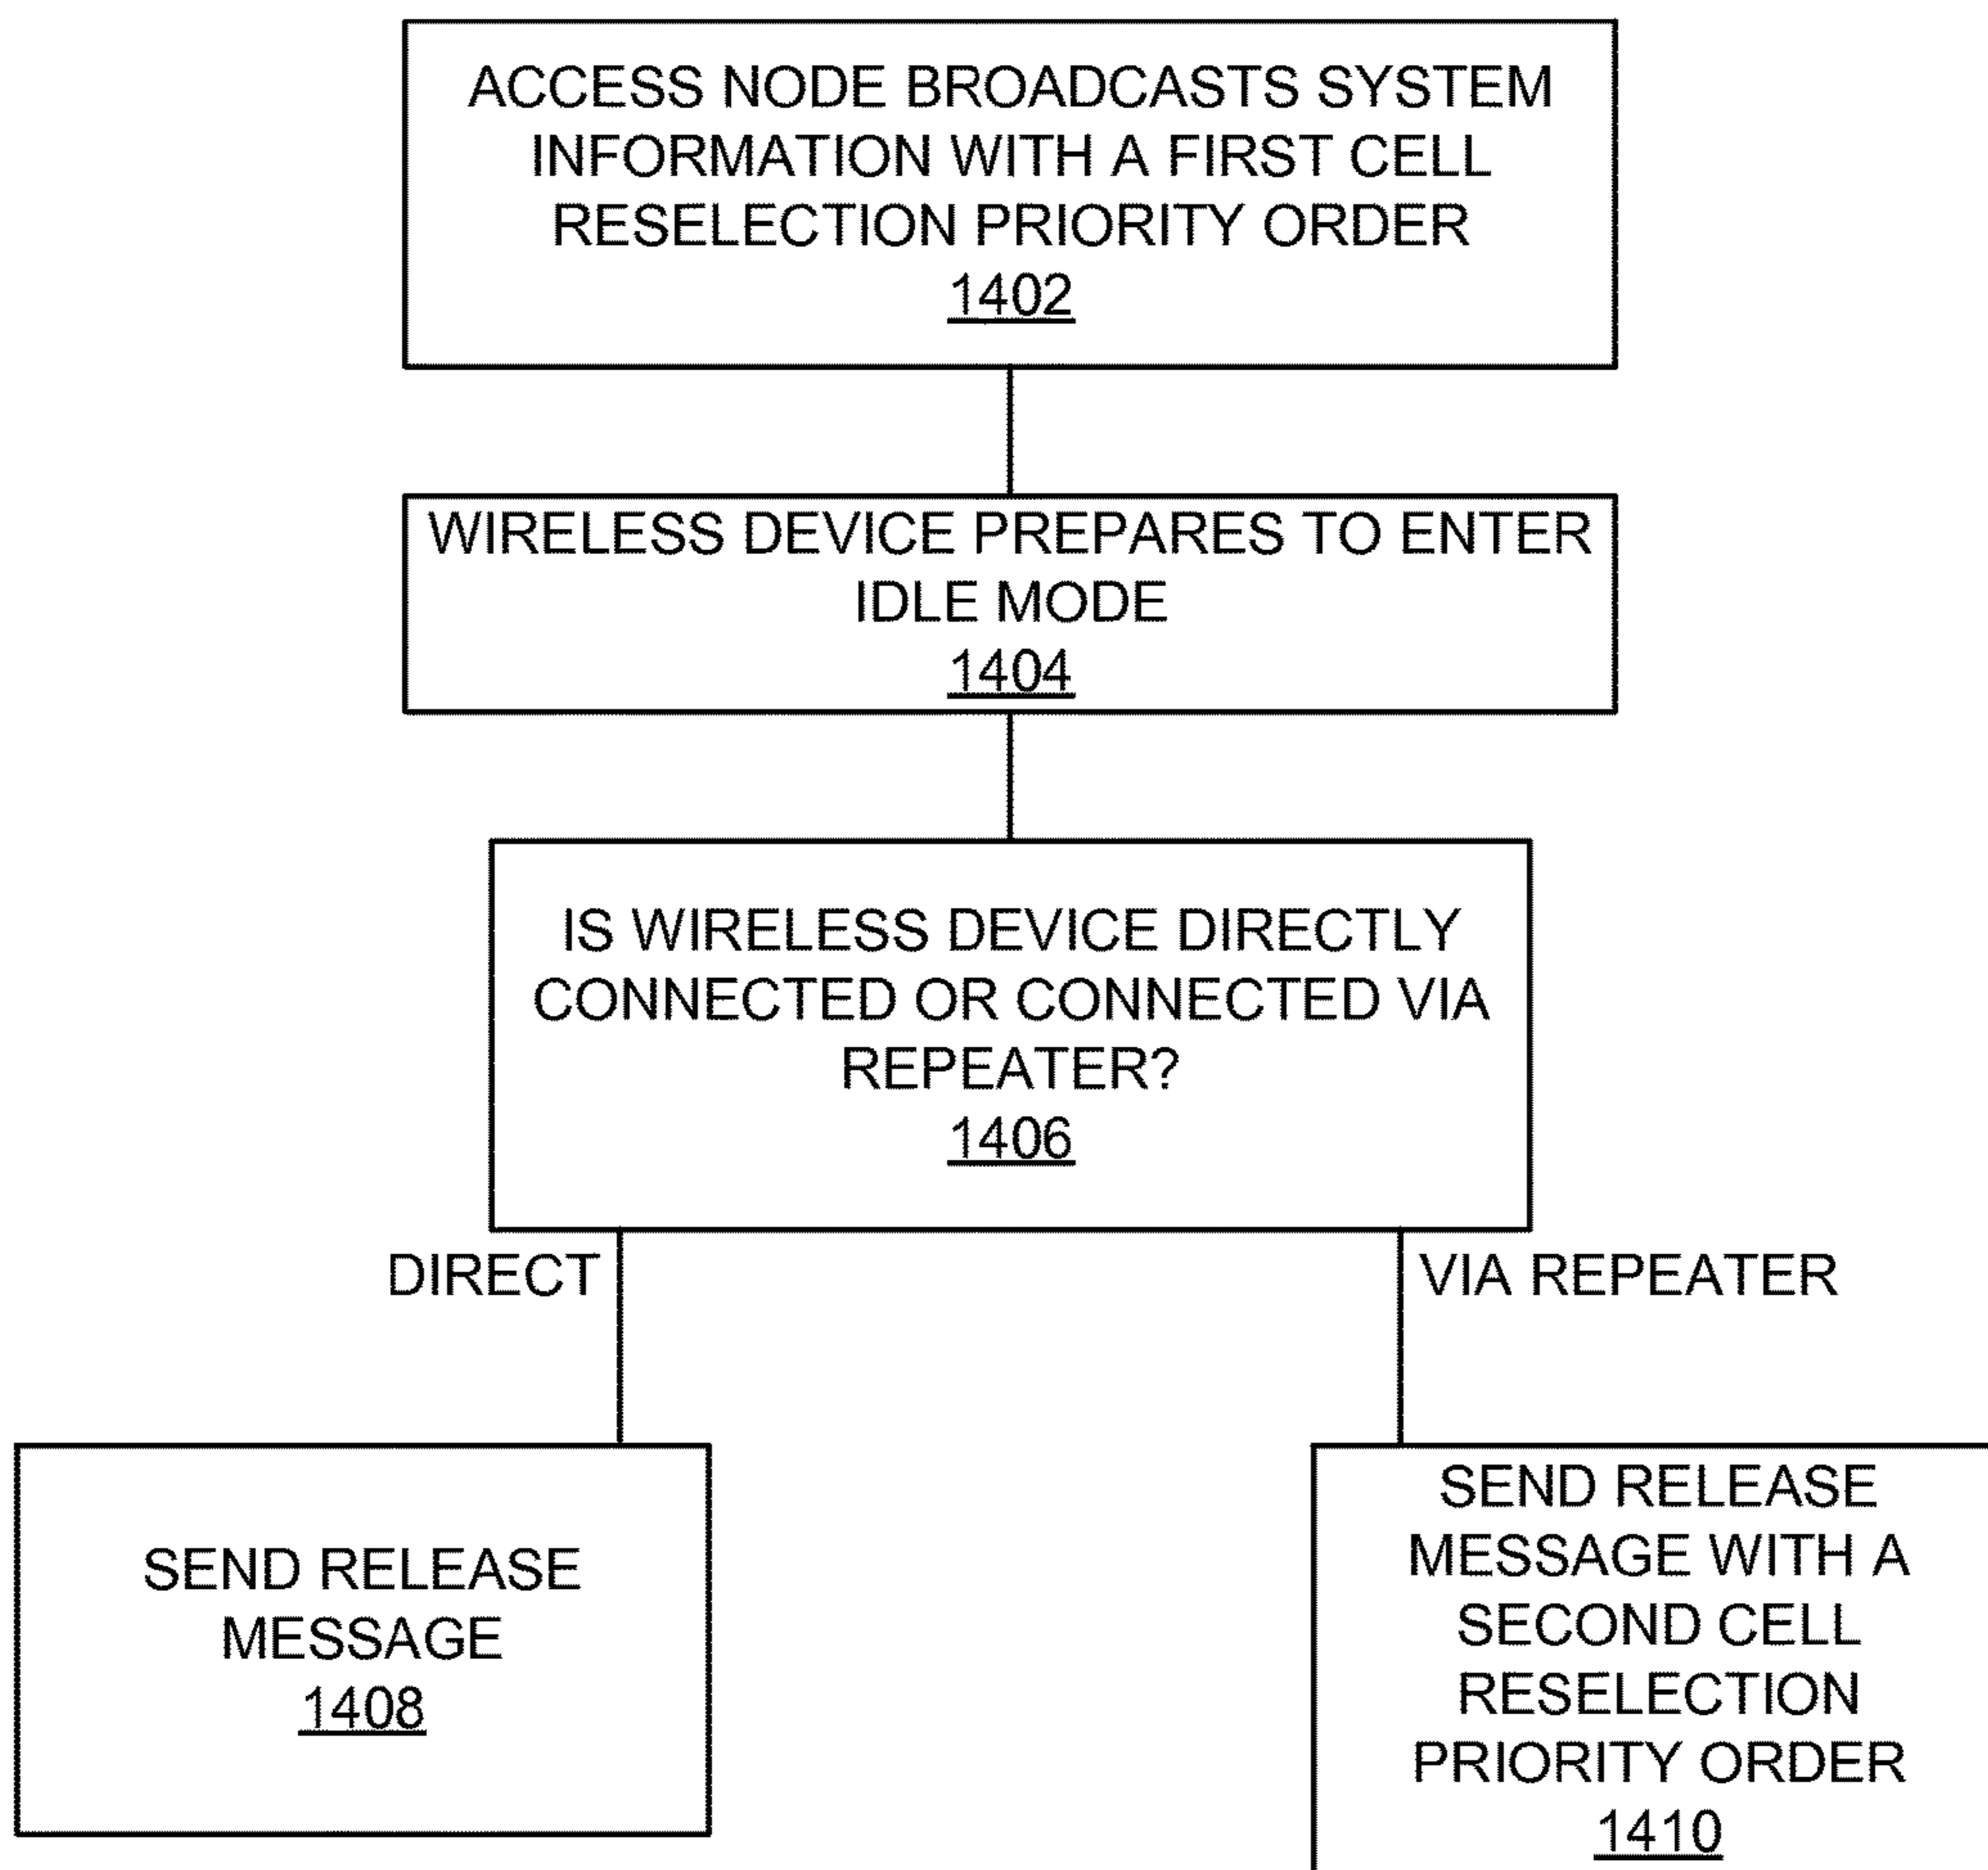 ACCESS NODE BROADCASTS SYSTEM
INFORMATION WITH A FIRST CELL
RESELECTION PRIORITY ORDER
1402
WIRELESS DEVICE PREPARES TO ENTER
IDLE MODE
1404
IS WIRELESS DEVICE DIRECTLY
CONNECTED OR CONNECTED VIA
REPEATER?
1406
DIRECT
VIA REPEATER
SEND RELEASE
MESSAGE
1408
SEND RELEASE
MESSAGE WITH A
SECOND CELL
RESELECTION
PRIORITY ORDER
1410